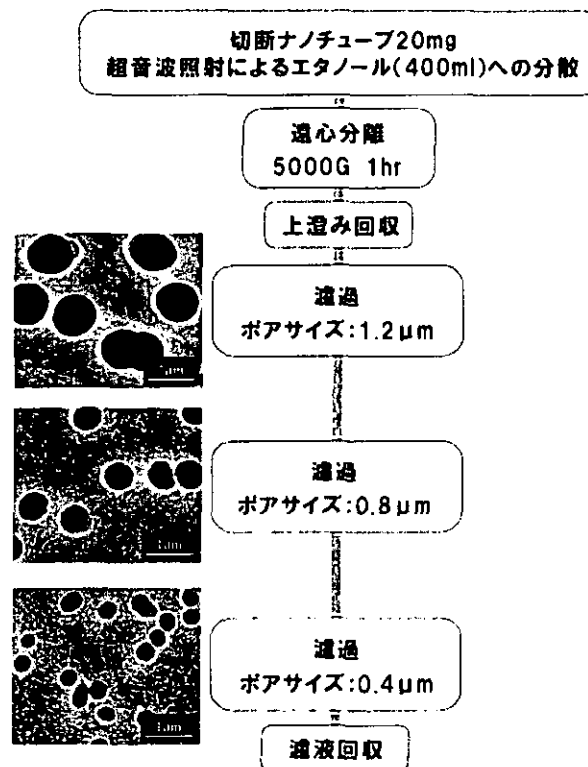 切断ナノチューブ20mg
超音波照射によるエタノール(400ml)への分散
遠心分離
5000G 1hr
上澄み回収
濾過
ポアサイズ:1.2μm
1μm
濾過
ポアサイズ:0.8μm
1μm
濾過
ポアサイズ:0.4μm
1μm
濾液回収